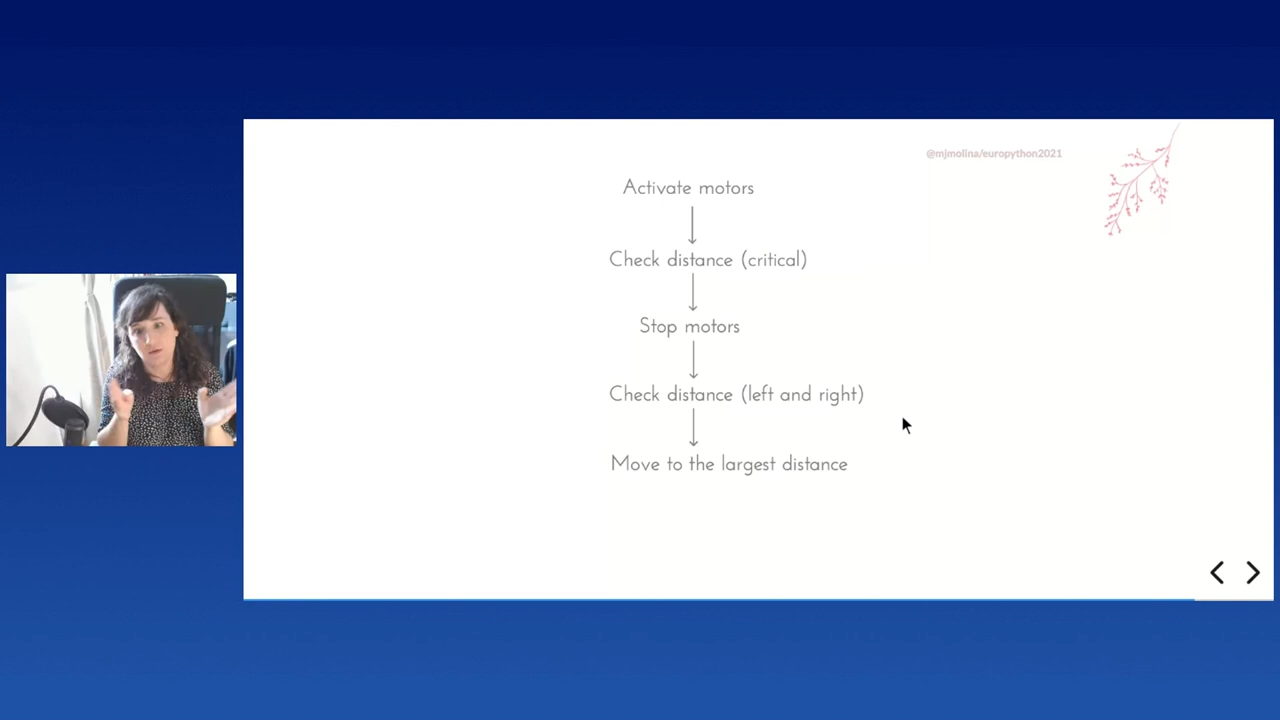 @mjmolina/europython2021
Activate motors
Check distance (critical)
Stop motors
Check distance (left and right)
Move to the largest distance